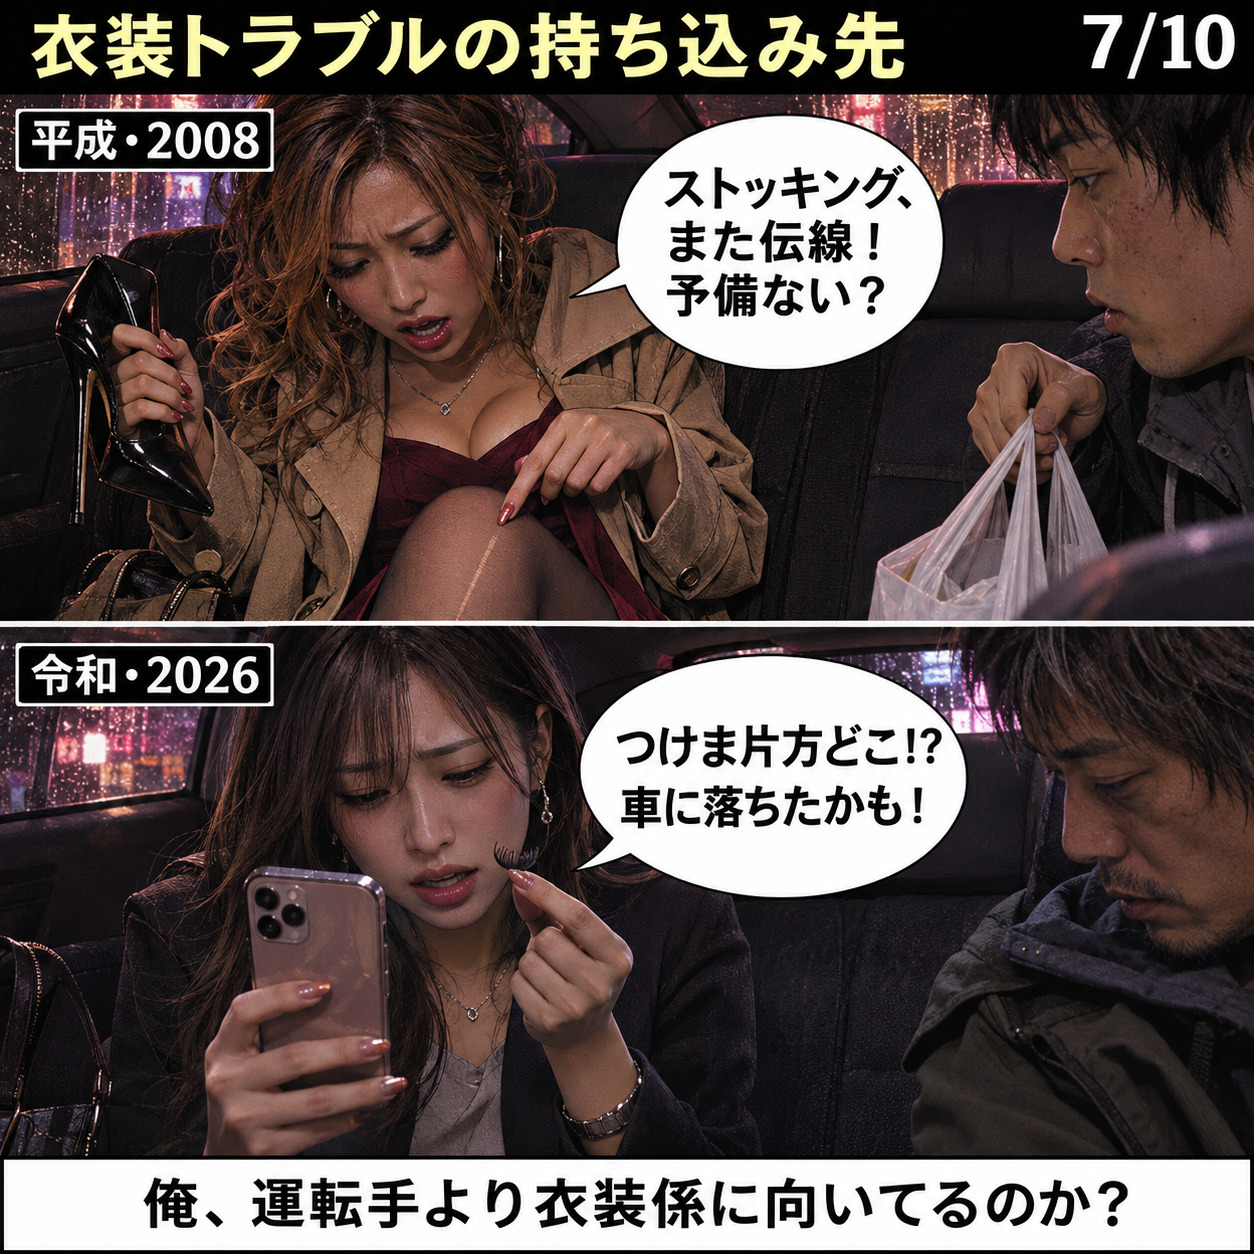 衣装トラブルの持ち込み先
7/10
平成・2008
ストッキング、
また伝線！
予備ない？
令和・2026
つけま片方どこ!?
車に落ちたかも！
俺、運転手より衣装係に向いてるのか？